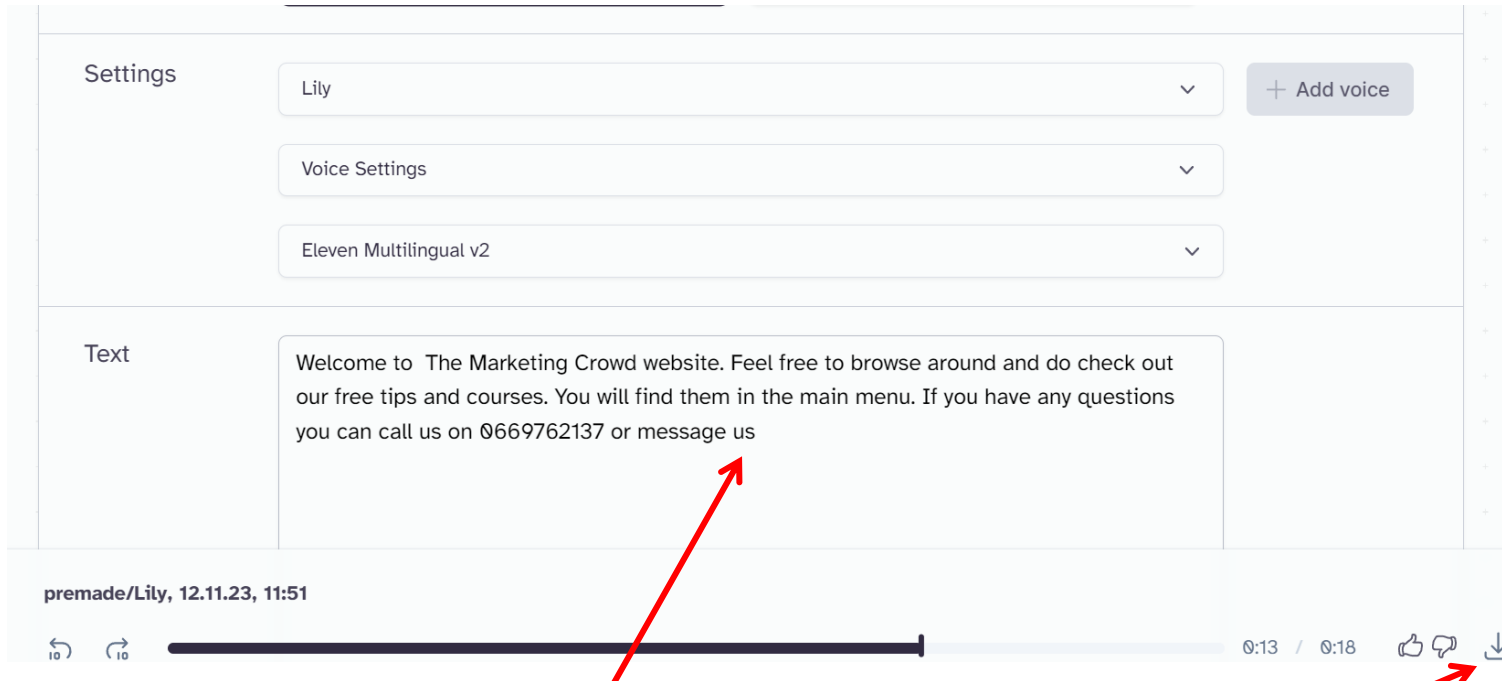 Settings
Lily
+ Add voice
Voice Settings
Eleven Multilingual v2
Text
Welcome to  The Marketing Crowd website. Feel free to browse around and do check out
our free tips and courses. You will find them in the main menu. If you have any questions
you can call us on 0669762137 or message us
premade/Lily, 12.11.23, 11:51
10 10 0:13 / 0:18